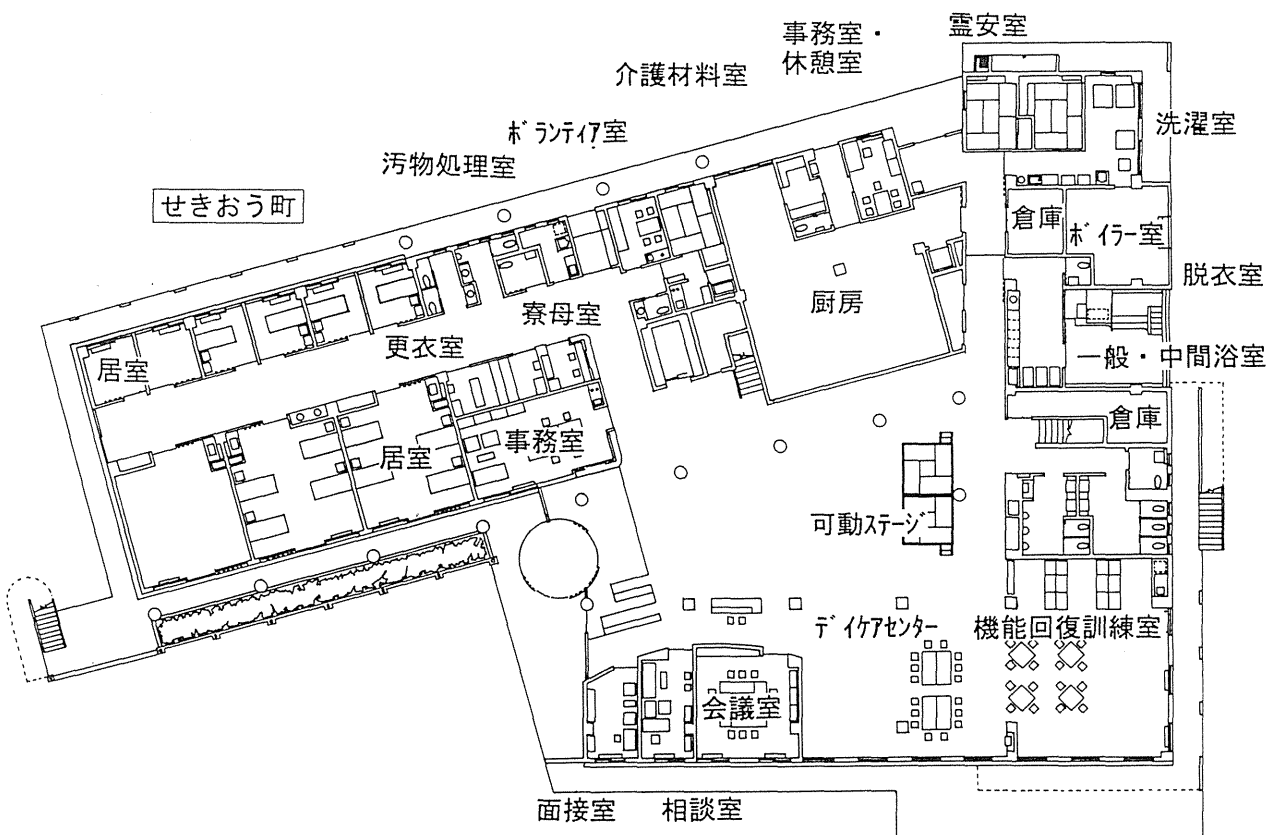 霊安室
事務室・
休憩室
介護材料室
洗濯室
ボランティア室
汚物処理室
せきおう町
倉庫
ボイラー室
脱衣室
厨房
寮母室
更衣室
居室
一般・中間浴室
倉庫
居室
事務室
可動ステージ
デイケアセンター
機能回復訓練室
会議室
面接室
相談室